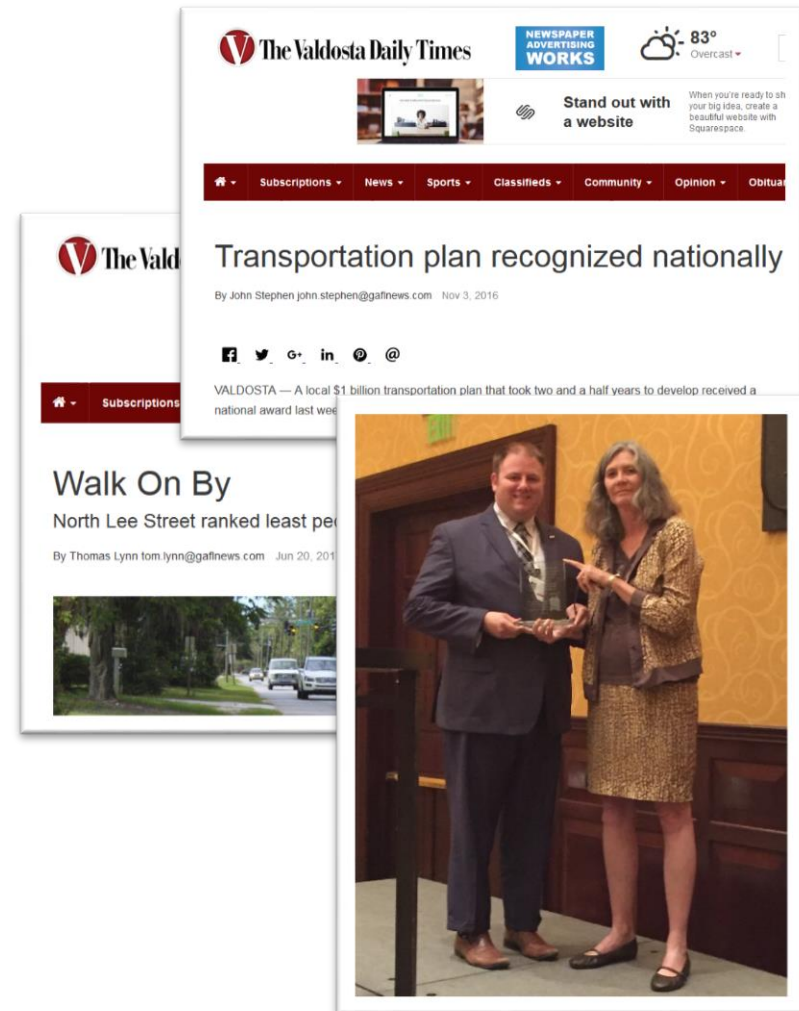 The Valdosta Daily Times
NEWSPAPER
ADVERTISING
WORKS
83°
Overcast
Stand out with
a website
When you're ready to sh
your big idea, create a
beautiful website with
Squarespace.
Subscriptions
News
Sports
Classifieds
Community
Opinion
Obitua
Transportation plan recognized nationally
By John Stephen john.stephen@gaflnews.com Nov 3, 2016
VALDOSTA — A local $1 billion transportation plan that took two and a half years to develop received a
national award last wee
The Vald
Subscriptions
Walk On By
North Lee Street ranked least pe
By Thomas Lynn tom.lynn@gaflnews.com Jun 20, 201
EXIT